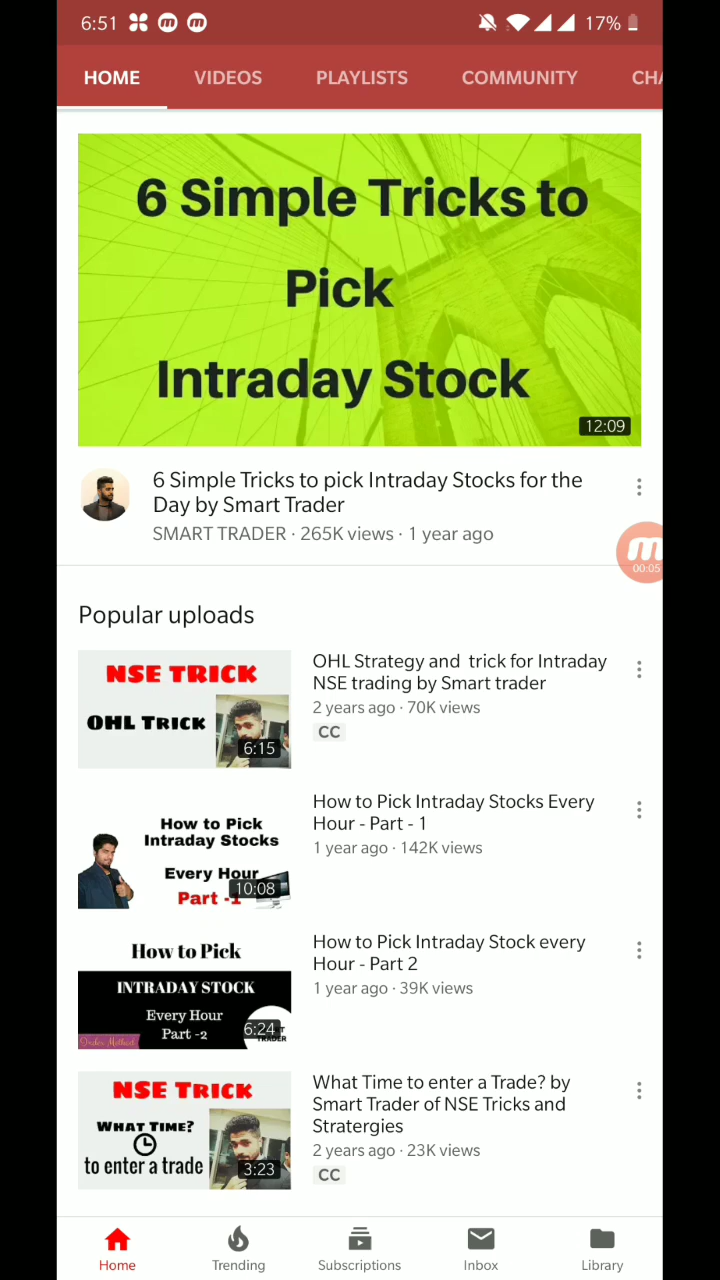 6:51
17%
HOME
VIDEOS
PLAYLISTS
COMMUNITY
CHA
6 Simple Tricks to
Pick
Intraday Stock
12:09
6 Simple Tricks to pick Intraday Stocks for the
Day by Smart Trader
SMART TRADER · 265K views · 1 year ago
m
00:05
Popular uploads
NSE TRICK
OHL TRICK
6:15
OHL Strategy and trick for Intraday
NSE trading by Smart trader
2 years ago · 70K views
CC
How to Pick
Intraday Stocks
Every Hour
Part -1
10:08
How to Pick Intraday Stocks Every
Hour - Part - 1
1 year ago · 142K views
How to Pick
INTRADAY STOCK
Every Hour
Part -2
Order Method
6:24
TRADER
How to Pick Intraday Stock every
Hour - Part 2
1 year ago · 39K views
NSE TRICK
WHAT TIME?
to enter a trade
3:23
What Time to enter a Trade? by
Smart Trader of NSE Tricks and
Stratergies
2 years ago · 23K views
CC
Home
Trending
Subscriptions
Inbox
Library